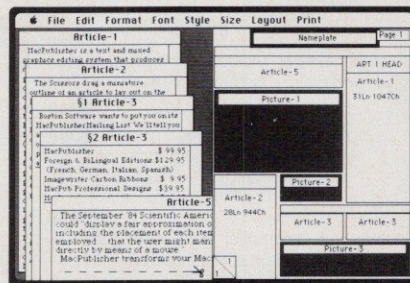 File Edit Format Font Style Size Layout Print
Article-1
MacPublisher is a text and mixed
graphics editing system that produces
Article-2
The Scissors drag a miniature
outline of an article to lay out on the
§1 Article-3
Boston Software wants to put you on its
MacPublisher Mailing List. We'll tell you
§2 Article-3
MacPublisher $ 99.95
Foreign & BiLingual Editions $129.95
(French, German, Italian, Spanish)
Imagewriter Carbon Ribbons $ 9.95
MacPub Professional Designs $39.95
Article-5
The September '84 Scientific Americ
could "display a fair approximation o
including the placement of each item
employed that the user might man
directly by means of a mouse."
MacPublisher transforms your Mac
Nameplate
Page 1
Article-5
ART 1 HEAD
Article-1
31Ln 1047Ch
Picture-1
Picture-2
Article-2
28Ln 944Ch
Article-3
Article-3
Picture-3
1
1